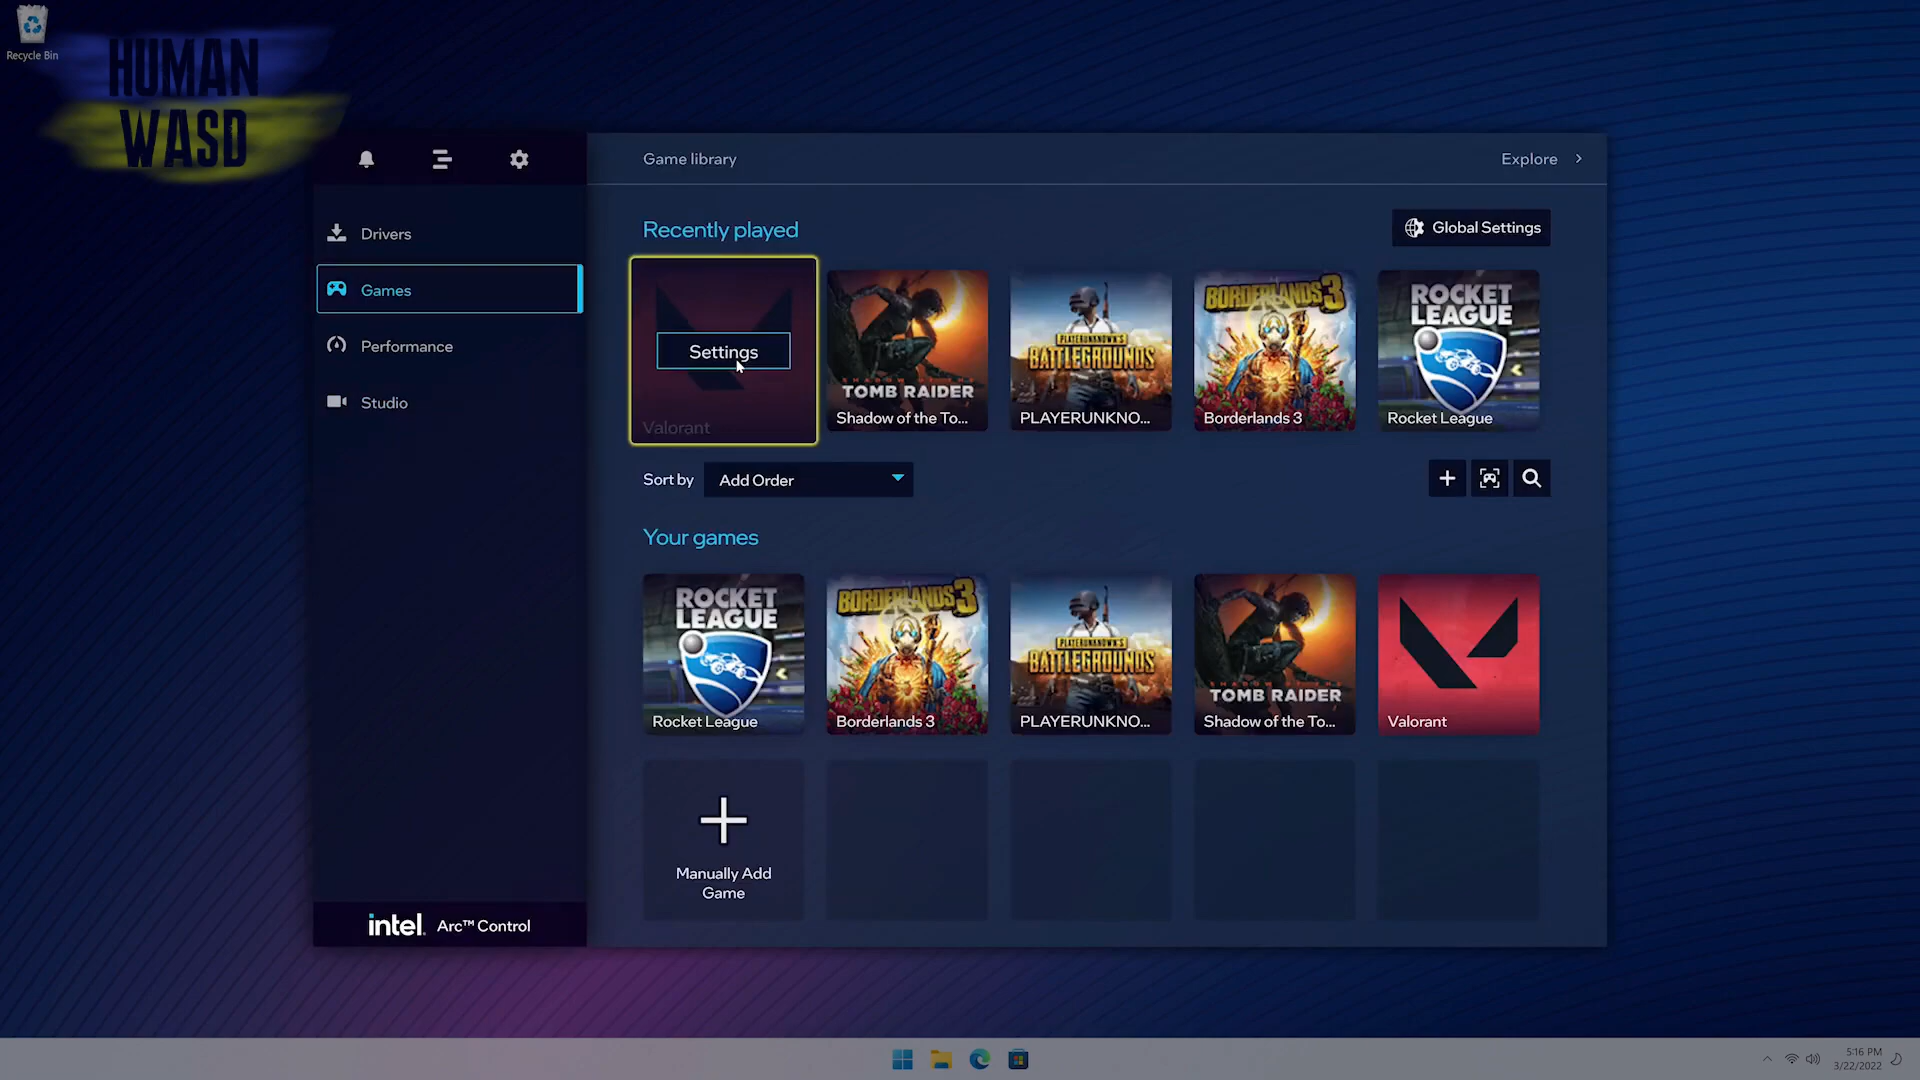 Recycle Bin
HUMAN
WASD
Game library
Explore
Drivers
Games
Performance
Studio
Recently played
Global Settings
Settings
Valorant
TOMB RAIDER
Shadow of the To...
PLAYERUNKNOWN'S
BATTLEGROUNDS
PLAYERUNKNO...
BORDERLANDS 3
Borderlands 3
ROCKET
LEAGUE
Rocket League
Sort by
Add Order
Your games
ROCKET
LEAGUE
Rocket League
BORDERLANDS 3
Borderlands 3
PLAYERUNKNOWN'S
BATTLEGROUNDS
PLAYERUNKNO...
SHADOW OF THE
TOMB RAIDER
Shadow of the To...
Valorant
Manually Add
Game
intel. Arc™ Control
5:16 PM
3/22/2022